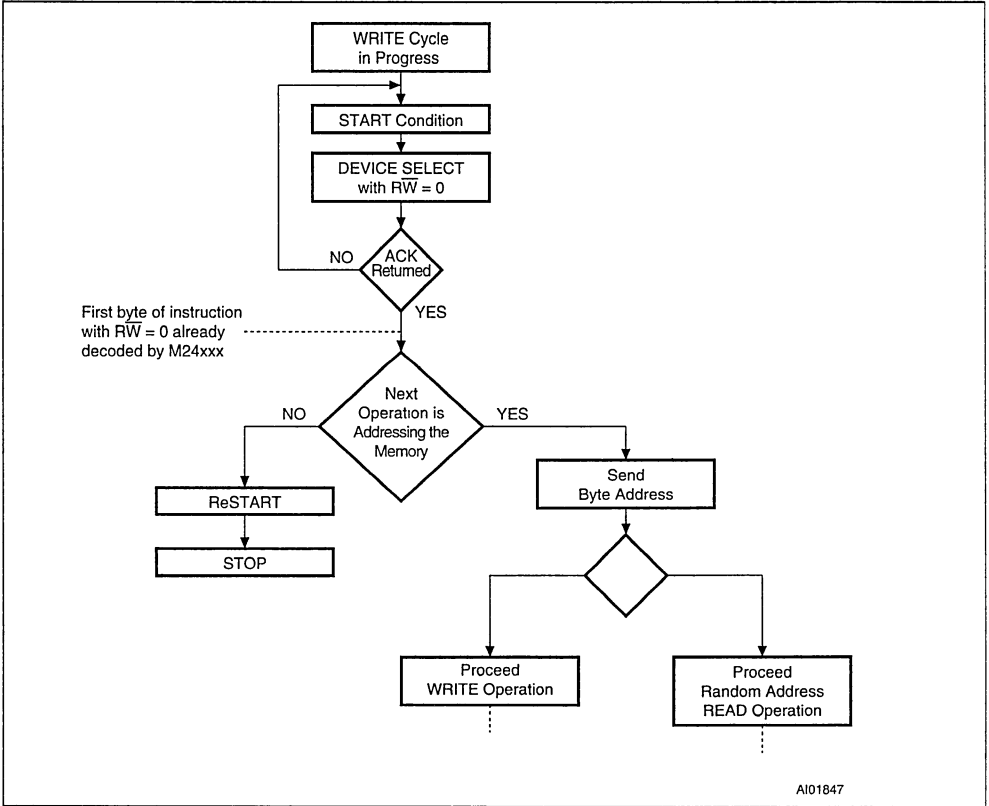 WRITE Cycle
in Progress
START Condition
DEVICE SELECT
with RW̅ = 0
NO
ACK
Returned
YES
First byte of instruction
with RW̅ = 0 already
decoded by M24xxx
Next
Operation is
Addressing the
Memory
NO
YES
Send
Byte Address
ReSTART
STOP
Proceed
WRITE Operation
Proceed
Random Address
READ Operation
AI01847